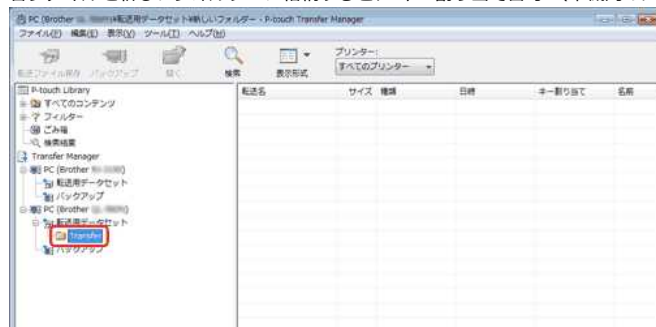 PC (Brother ¥転送用データセット¥新しいフォルダー - P-touch Transfer Manager
ファイル(F) 編集(E) 表示(V) ツール(T) ヘルプ(H)
転送ファイル保存 バックアップ 開く 検索 表示形式
プリンター:
すべてのプリンター
P-touch Library
すべてのコンテンツ
フィルター
ごみ箱
検索結果
Transfer Manager
PC (Brother
転送用データセット
バックアップ
PC (Brother
転送用データセット
Transfer
バックアップ
転送名 サイズ 種類 日時 キー割り当て 名前